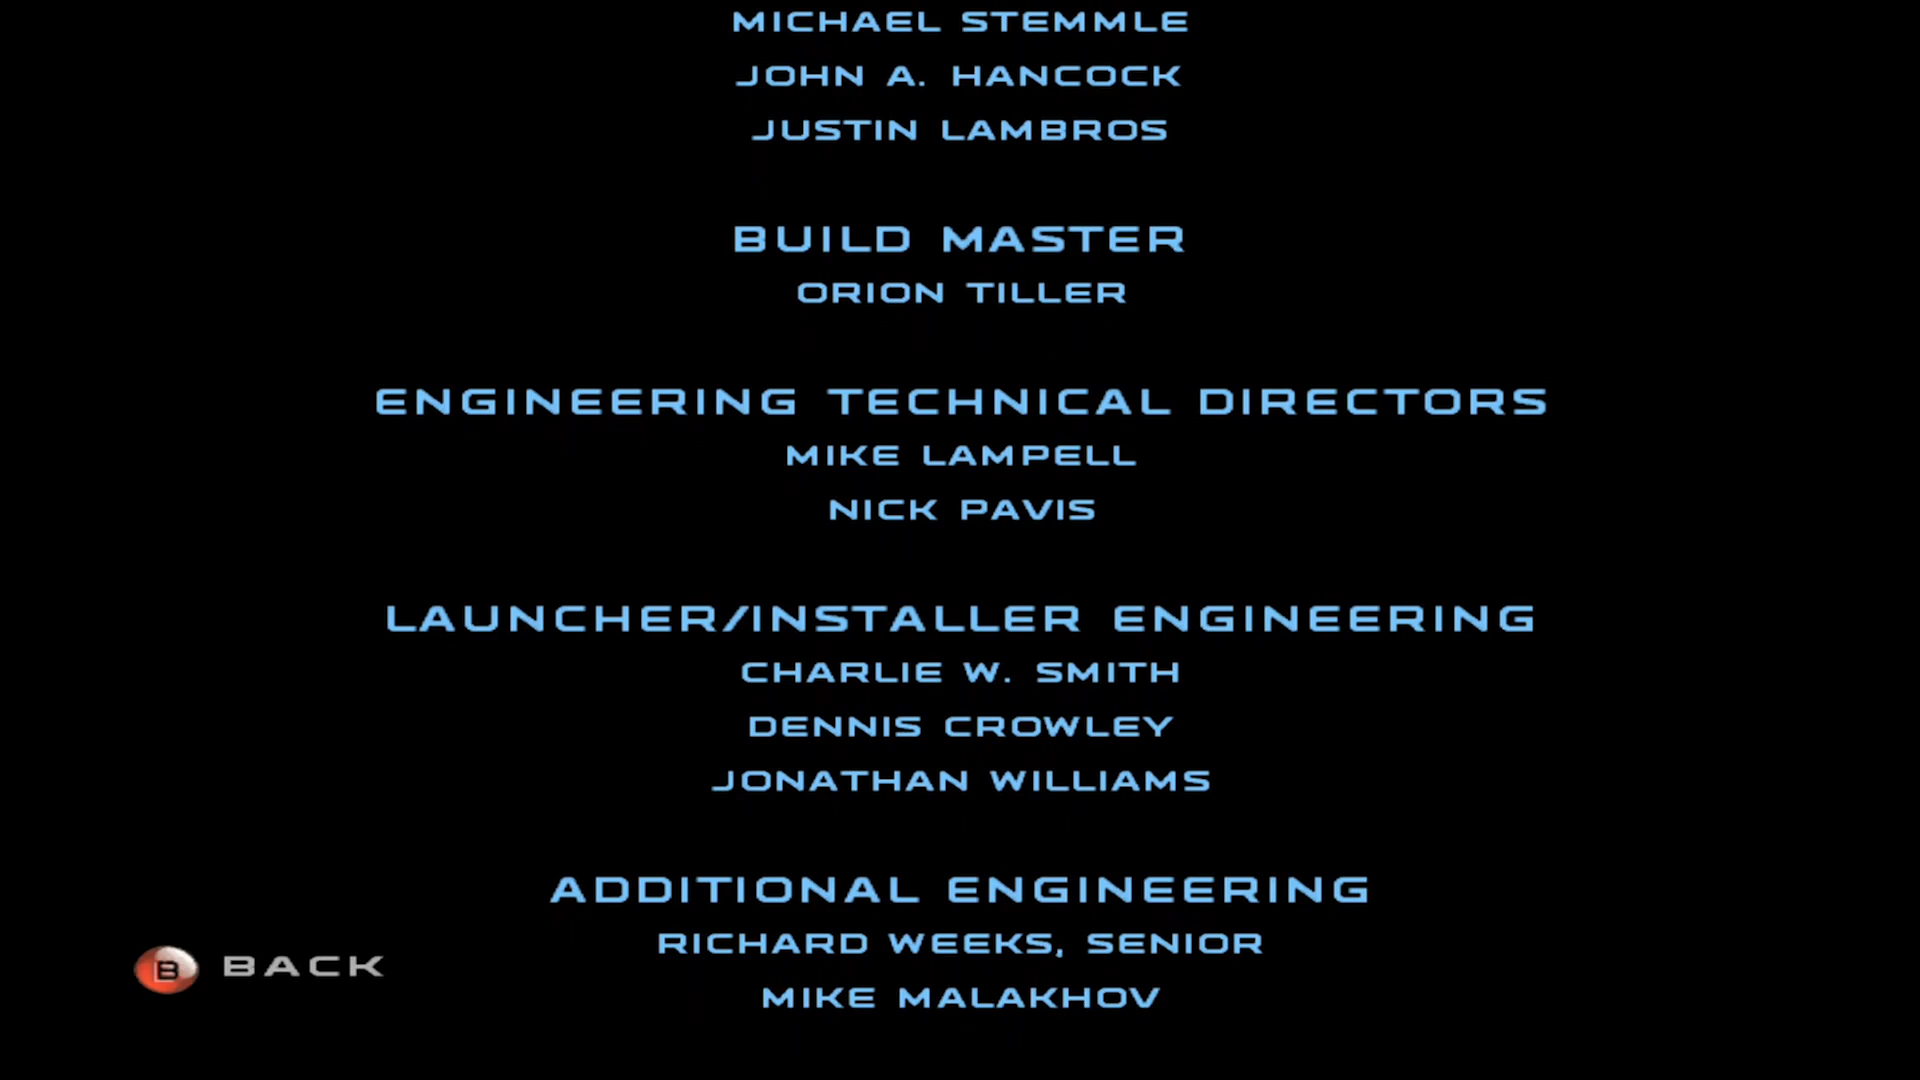 MICHAEL STEMMLE
JOHN A. HANCOCK
JUSTIN LAMBROS
BUILD MASTER
ORION TILLER
ENGINEERING TECHNICAL DIRECTORS
MIKE LAMPELL
NICK PAVIS
LAUNCHER/INSTALLER ENGINEERING
CHARLIE W. SMITH
DENNIS CROWLEY
JONATHAN WILLIAMS
ADDITIONAL ENGINEERING
RICHARD WEEKS, SENIOR
B BACK
MIKE MALAKHOV